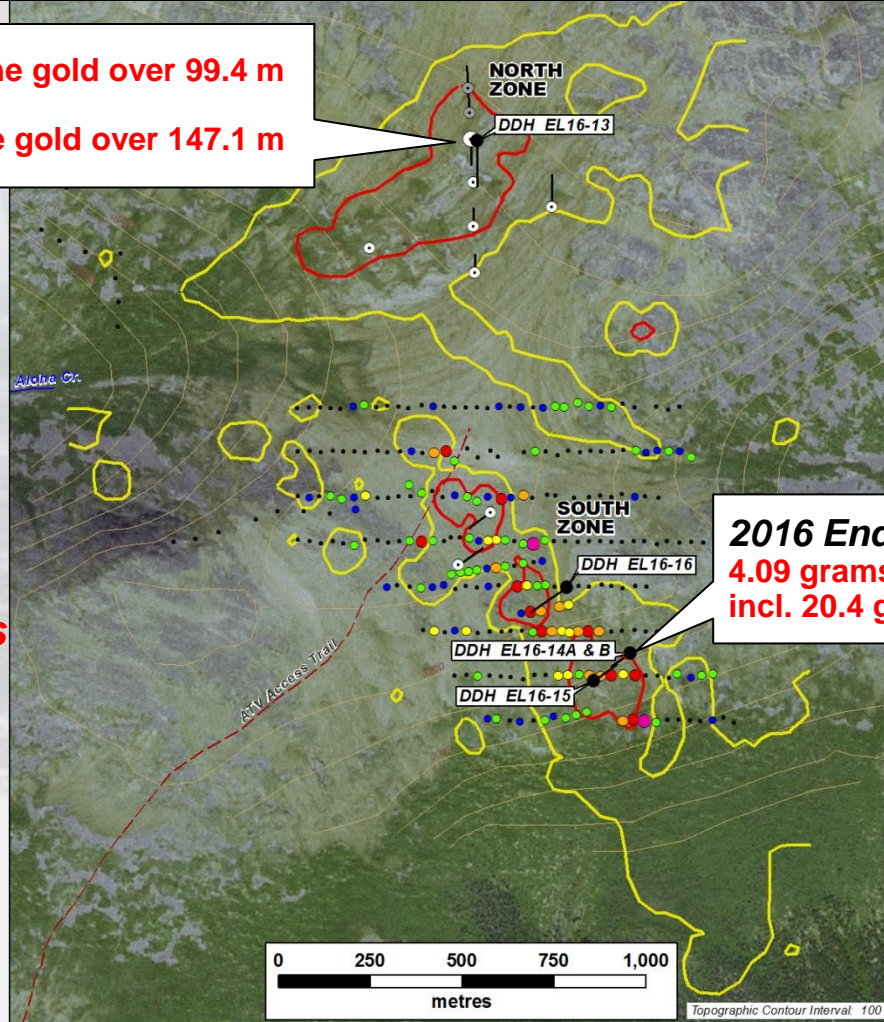 ne gold over 99.4 m
e gold over 147.1 m
NORTH
ZONE
DDH EL16-13
Aloha Cr.
SOUTH
ZONE
2016 End
4.09 grams
incl. 20.4 g
DDH EL16-16
s
DDH EL16-14A & B
DDH EL16-15
ATV Access Trail
0 250 500 750 1,000
metres
Topographic Contour Interval: 100